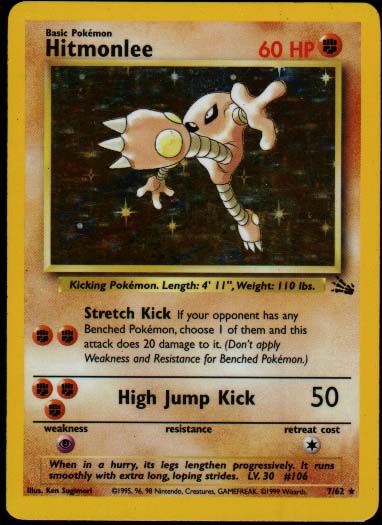 Basic Pokémon
Hitmonlee
60 HP
Kicking Pokémon. Length: 4' 11", Weight: 110 lbs.
Stretch Kick If your opponent has any
Benched Pokémon, choose 1 of them and this
attack does 20 damage to it. (Don't apply
Weakness and Resistance for Benched Pokémon.)
High Jump Kick 50
weakness resistance retreat cost
When in a hurry, its legs lengthen progressively. It runs
smoothly with extra long, loping strides. LV. 30 #106
Illus. Ken Sugimori ©1995, 96, 98 Nintendo, Creatures, GAMEFREAK. ©1999 Wizards. 7/62 ★